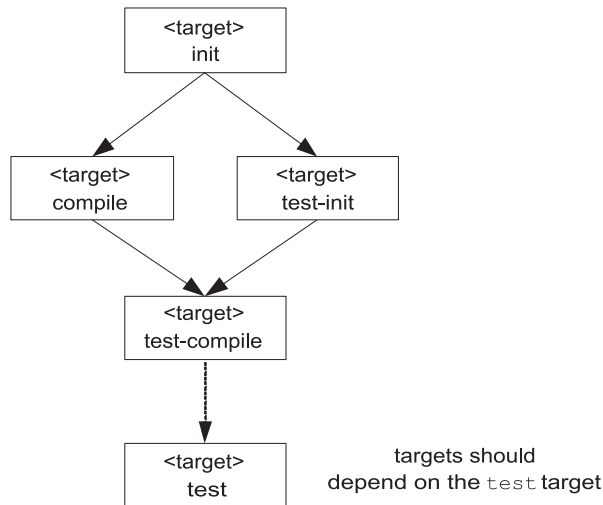 <target>
init
<target>
compile
<target>
test-init
<target>
test-compile
<target>
test
targets should
depend on the test target